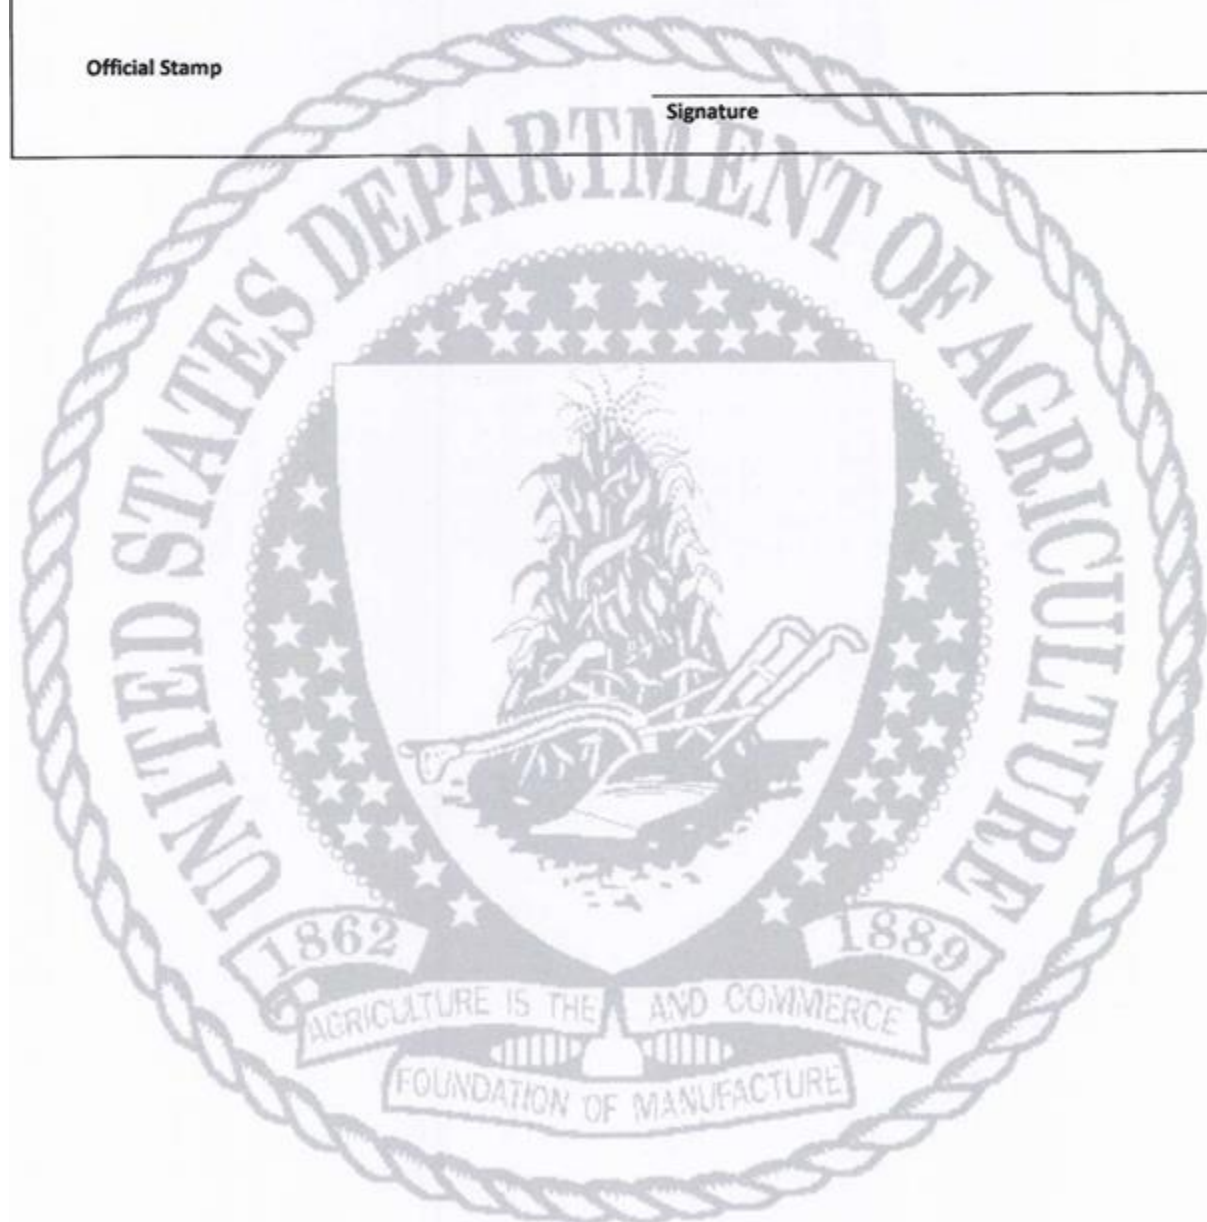 Official Stamp
Signature
UNITED STATES DEPARTMENT OF AGRICULTURE
1862
1889
AGRICULTURE IS THE
AND COMMERCE
FOUNDATION OF MANUFACTURE